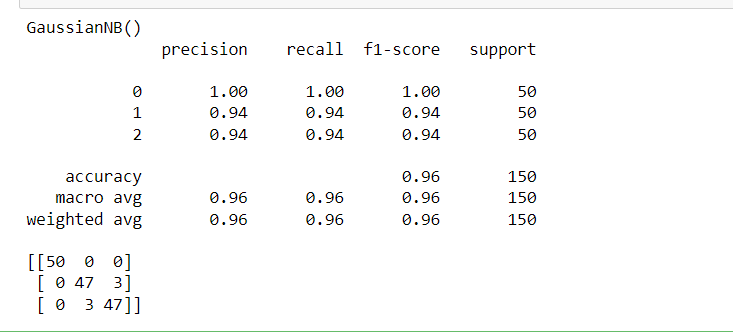 GaussianNB()
precision recall f1-score support
0 1.00 1.00 1.00 50
1 0.94 0.94 0.94 50
2 0.94 0.94 0.94 50
accuracy 0.96 150
macro avg 0.96 0.96 0.96 150
weighted avg 0.96 0.96 0.96 150
[[50 0 0]
[ 0 47 3]
[ 0 3 47]]